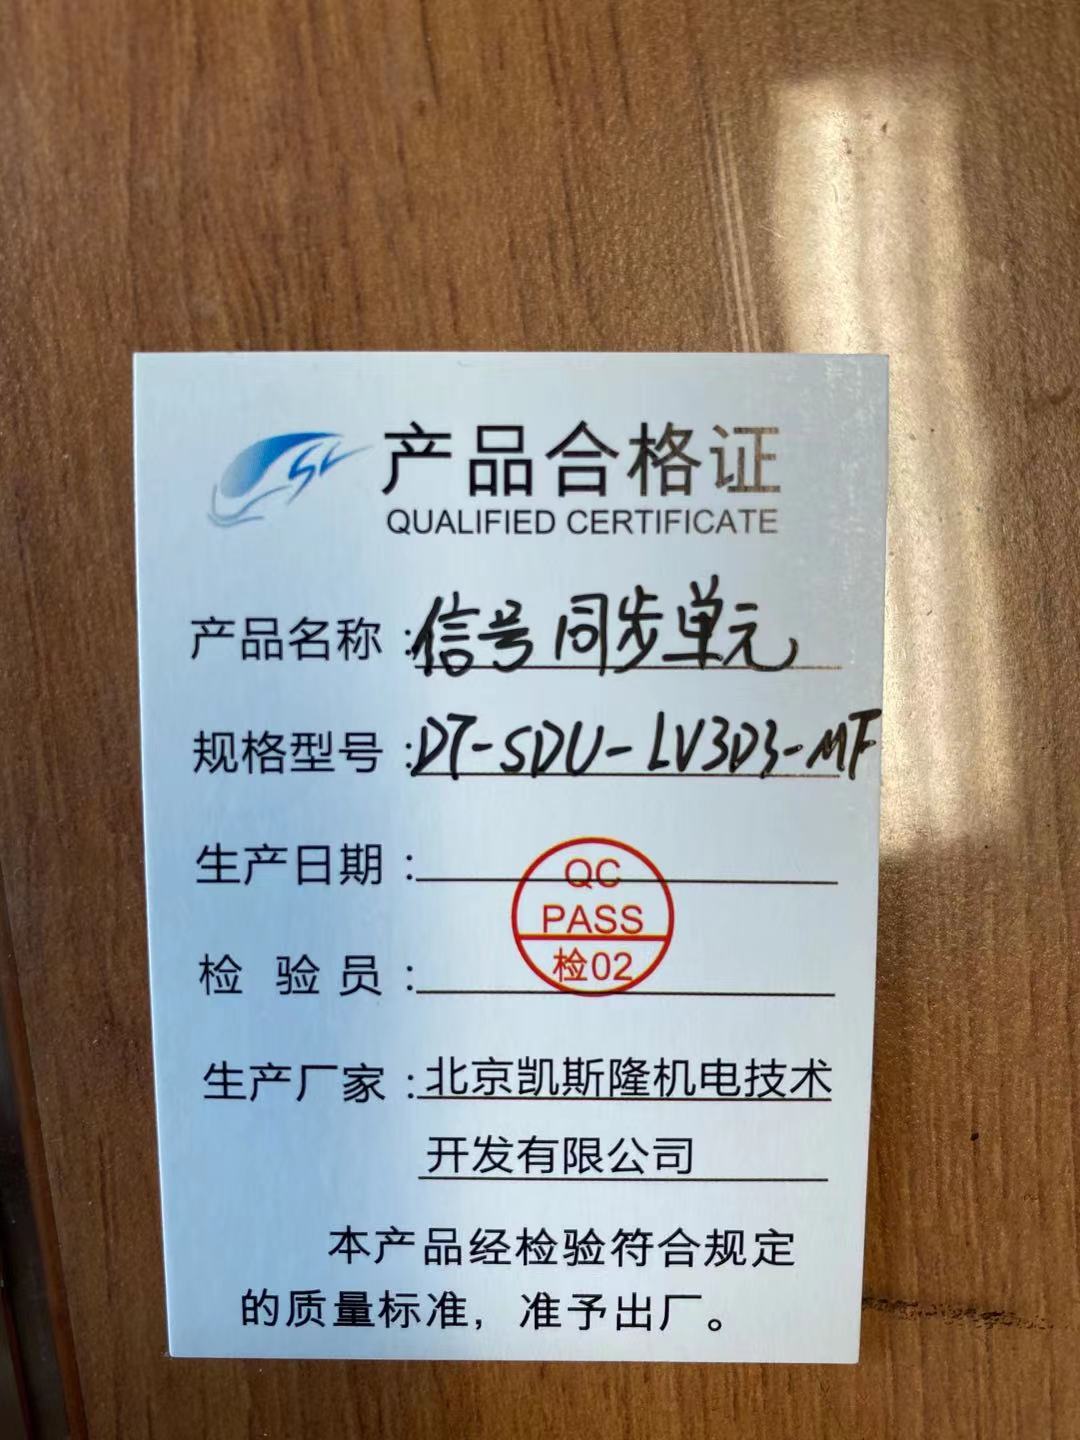 产品合格证
QUALIFIED CERTIFICATE
产品名称：信号同步单元
规格型号：DT-SDU-LV3D3-MF
生产日期：
QC
PASS
检02
检验员：
生产厂家：北京凯斯隆机电技术
开发有限公司
本产品经检验符合规定
的质量标准，准予出厂。